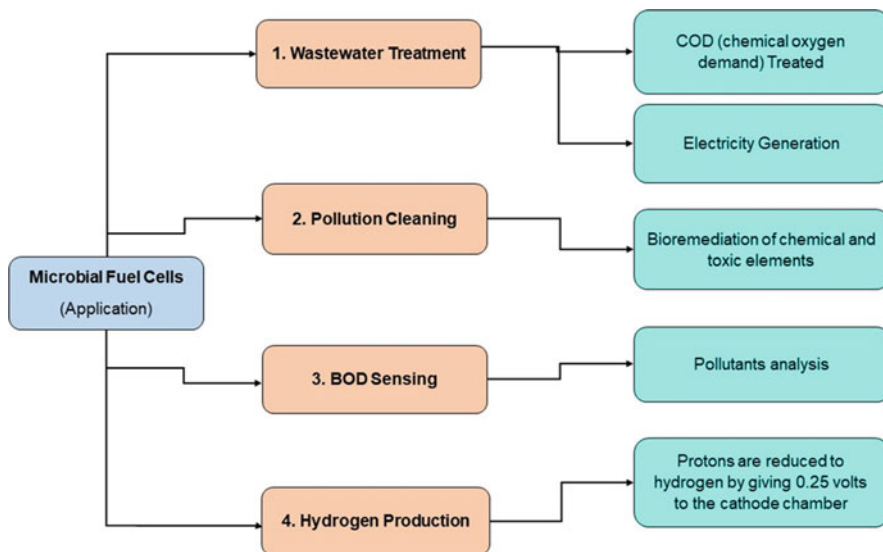 Microbial Fuel Cells
(Application)
1. Wastewater Treatment
COD (chemical oxygen
demand) Treated
Electricity Generation
2. Pollution Cleaning
Bioremediation of chemical and
toxic elements
3. BOD Sensing
Pollutants analysis
4. Hydrogen Production
Protons are reduced to
hydrogen by giving 0.25 volts
to the cathode chamber